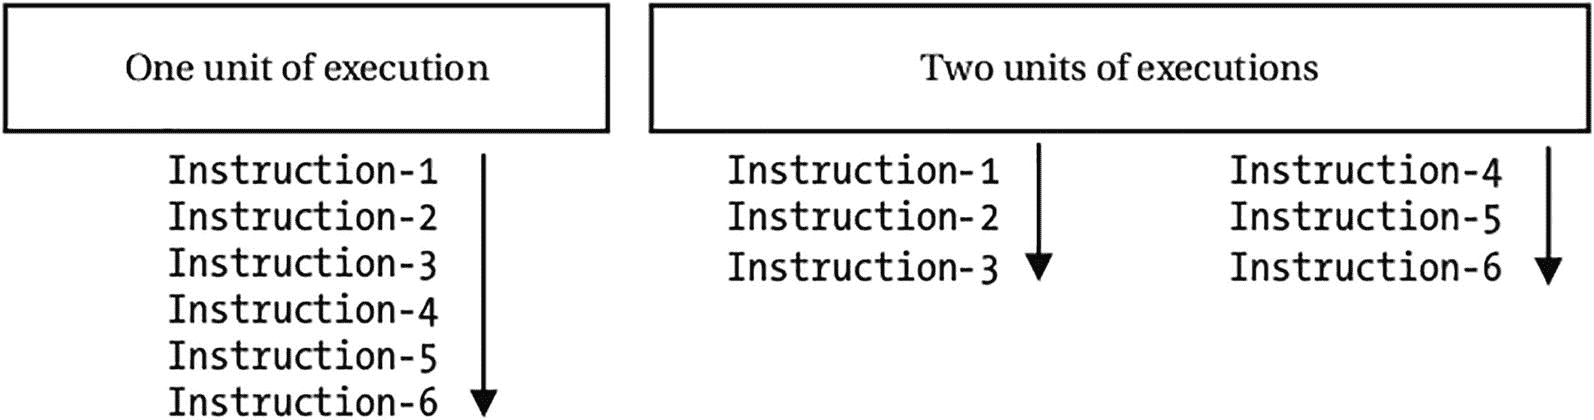 One unit of execution
Instruction-1
Instruction-2
Instruction-3
Instruction-4
Instruction-5
Instruction-6
Two units of executions
Instruction-1
Instruction-2
Instruction-3
Instruction-4
Instruction-5
Instruction-6